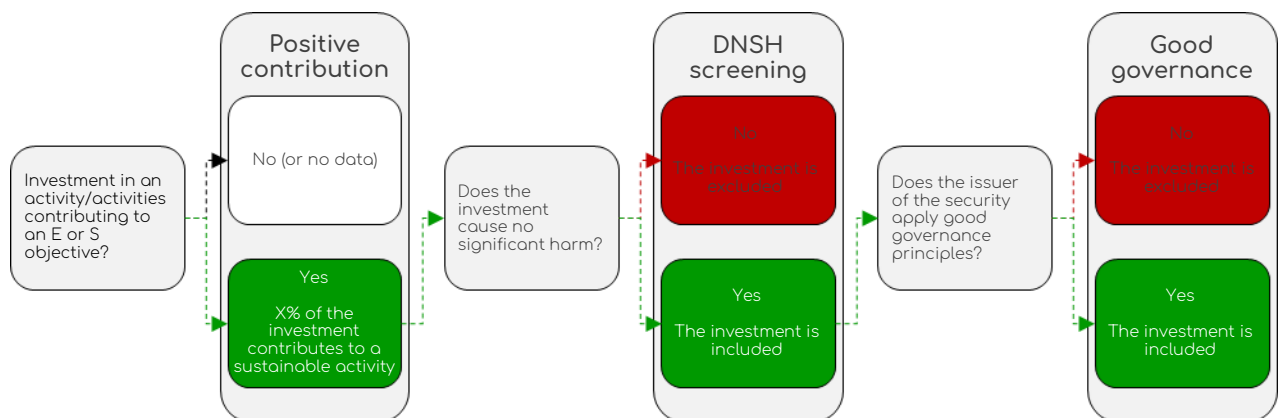 Positive
contribution
DNSH
screening
Good
governance
Investment in an
activity/activities
contributing to
an E or S
objective?
No (or no data)
Yes
X% of the
investment
contributes to a
sustainable activity
Does the
investment
cause no
significant harm?
No
The investment is
excluded
Yes
The investment is
included
Does the issuer
of the security
apply good
governance
principles?
No
The investment is
excluded
Yes
The investment is
included